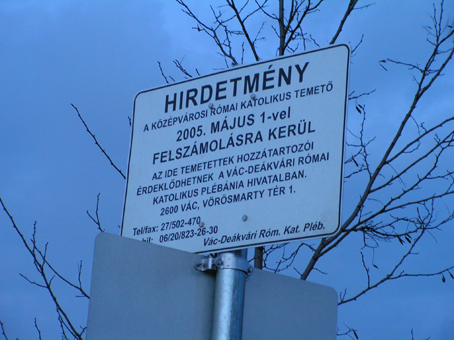 HIRDETMÉNY
A KÖZÉPVÁROSI RÓMAI KATOLIKUS TEMETŐ
2005. MÁJUS 1-vel
FELSZÁMOLÁSRA KERÜL
AZ IDE TEMETETTEK HOZZÁTARTOZÓI
ÉRDEKLŐDHETNEK A VÁC-DEÁKVÁRI RÓMAI
KATOLIKUS PLÉBÁNIA HIVATALBAN.
2600 VÁC, VÖRÖSMARTY TÉR 1.
Tel/fax: 27/502-470
06/20/823-26-30
Vác-Deákvári Róm. Kat. Pléb.